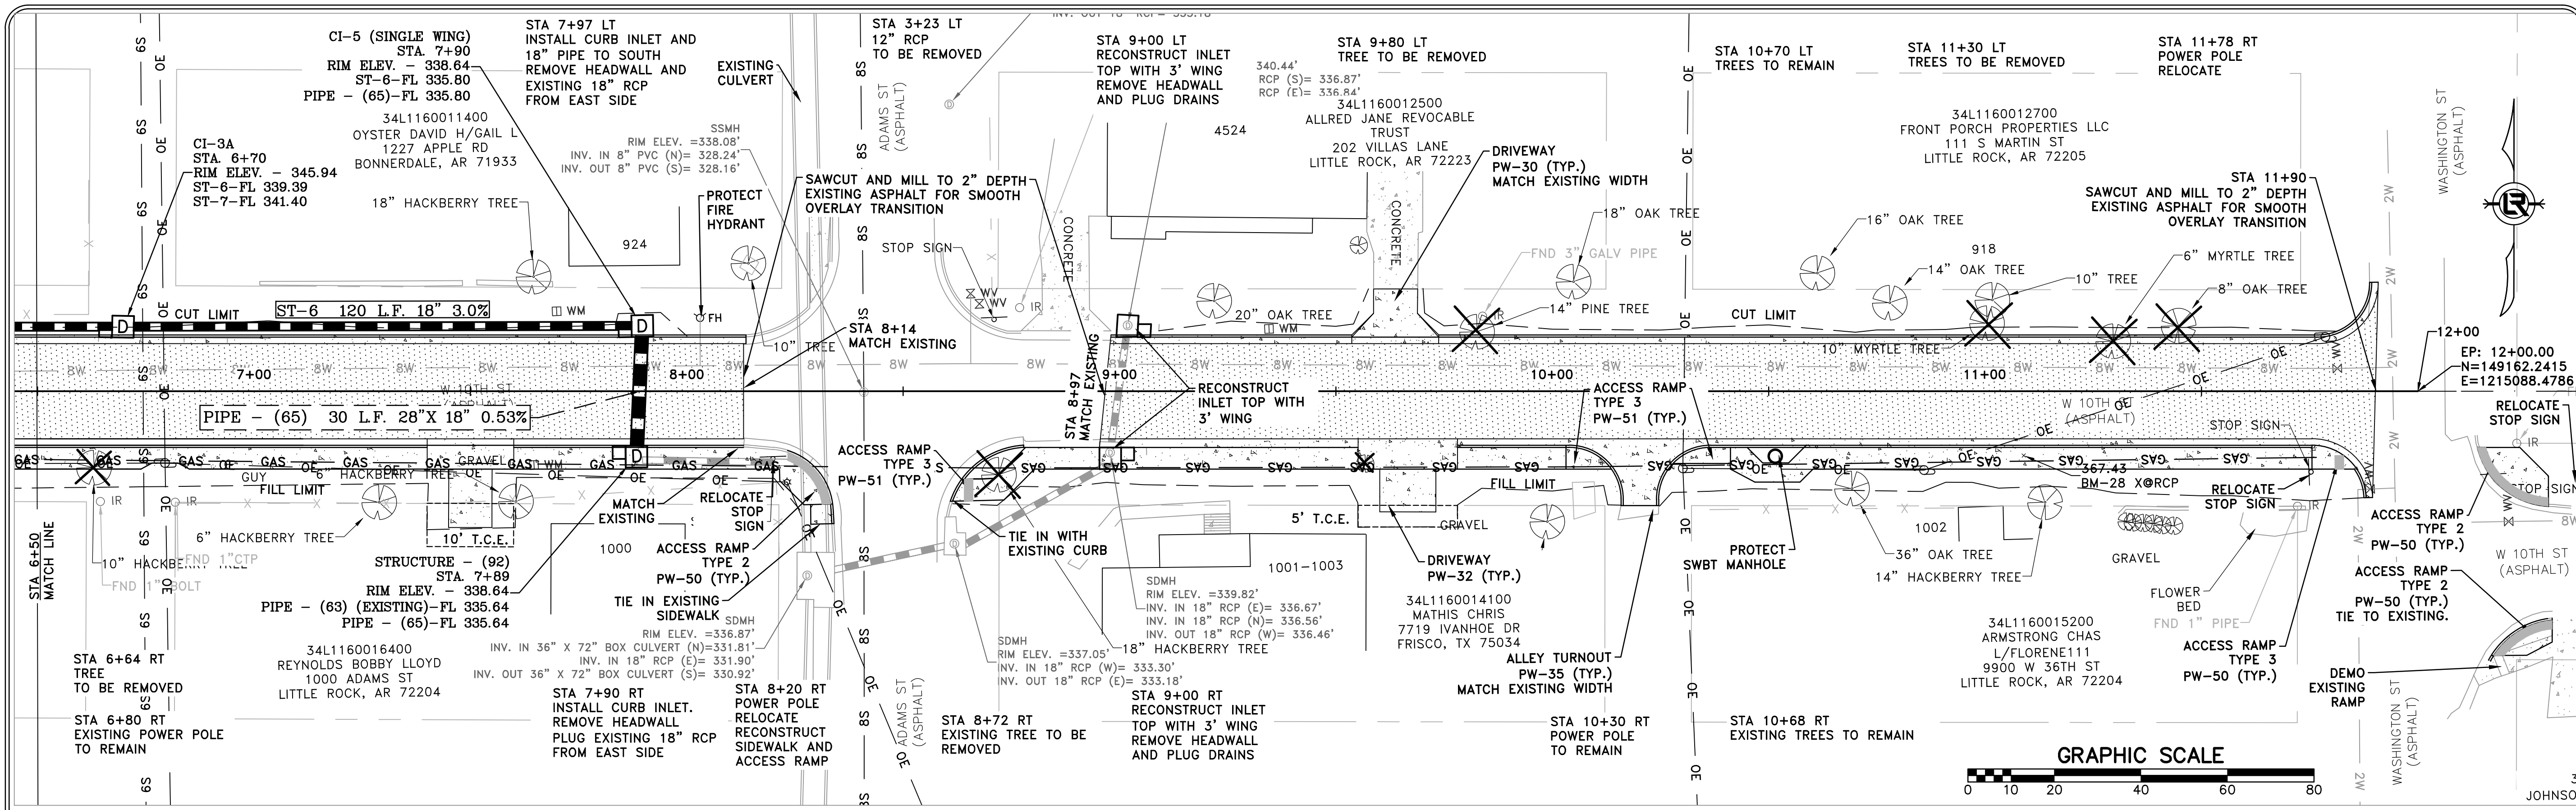 CI-5 (SINGLE WING)
STA. 7+90
RIM ELEV. - 338.64
ST-6-FL 335.80
PIPE - (65)-FL 335.80
STA 7+97 LT
INSTALL CURB INLET AND
18" PIPE TO SOUTH
REMOVE HEADWALL AND
EXISTING 18" RCP
FROM EAST SIDE
EXISTING
CULVERT
STA 3+23 LT
12" RCP
TO BE REMOVED
STA 9+00 LT
RECONSTRUCT INLET
TOP WITH 3' WING
REMOVE HEADWALL
AND PLUG DRAINS
STA 9+80 LT
TREE TO BE REMOVED
340.44'
RCP (S)= 336.87'
RCP (E)= 336.84'
STA 10+70 LT
TREES TO REMAIN
STA 11+30 LT
TREES TO BE REMOVED
STA 11+78 RT
POWER POLE
RELOCATE
WASHINGTON ST
(ASPHALT)
ADAMS ST
(ASPHALT)
34L1160011400
OYSTER DAVID H/GAIL L
1227 APPLE RD
BONNERDALE, AR 71933
CI-3A
STA. 6+70
RIM ELEV. - 345.94
ST-6-FL 339.39
ST-7-FL 341.40
SSMH
RIM ELEV. =338.08'
INV. IN 8" PVC (N)= 328.24'
INV. OUT 8" PVC (S)= 328.16'
4524
34L1160012500
ALLRED JANE REVOCABLE
TRUST
202 VILLAS LANE
LITTLE ROCK, AR 72223
34L1160012700
FRONT PORCH PROPERTIES LLC
111 S MARTIN ST
LITTLE ROCK, AR 72205
18" HACKBERRY TREE
924
PROTECT
FIRE
HYDRANT
SAWCUT AND MILL TO 2" DEPTH
EXISTING ASPHALT FOR SMOOTH
OVERLAY TRANSITION
STOP SIGN
CONCRETE
CONCRETE
DRIVEWAY
PW-30 (TYP.)
MATCH EXISTING WIDTH
18" OAK TREE
FND 3" GALV PIPE
16" OAK TREE
918
14" OAK TREE
10" TREE
6" MYRTLE TREE
8" OAK TREE
STA 11+90
SAWCUT AND MILL TO 2" DEPTH
EXISTING ASPHALT FOR SMOOTH
OVERLAY TRANSITION
LR
CUT LIMIT
ST-6 120 L.F. 18" 3.0%
WM
FH
10" TREE
STA 8+14
MATCH EXISTING
WV
WV
IR
20" OAK TREE
WM
IR
14" PINE TREE
CUT LIMIT
10" MYRTLE TREE
WV
12+00
EP: 12+00.00
N=149162.2415
E=1215088.4786
7+00
8+00
9+00
10+00
11+00
W 10TH ST
PIPE - (65) 30 L.F. 28"X 18" 0.53%
STA 8+97
MATCH EXISTING
RECONSTRUCT
INLET TOP WITH
3' WING
ACCESS RAMP
TYPE 3
PW-51 (TYP.)
W 10TH ST
(ASPHALT)
STOP SIGN
RELOCATE
STOP SIGN
IR
STA 6+50
MATCH LINE
GUY
FILL LIMIT
6" HACKBERRY TREE
GRAVEL
WM
IR
IR
6" HACKBERRY TREE
10" HACKBERRY TREE
FND 1"CTP
FND 1" BOLT
10' T.C.E.
MATCH
EXISTING
RELOCATE
STOP
SIGN
ACCESS RAMP
TYPE 3
PW-51 (TYP.)
1000
ACCESS RAMP
TYPE 2
PW-50 (TYP.)
TIE IN EXISTING
SIDEWALK
TIE IN WITH
EXISTING CURB
5' T.C.E.
GRAVEL
FILL LIMIT
DRIVEWAY
PW-32 (TYP.)
1001-1003
PROTECT
SWBT MANHOLE
367.43
BM-28 X@RCP
RELOCATE
STOP SIGN
IR
36" OAK TREE
14" HACKBERRY TREE
1002
GRAVEL
FLOWER
BED
FND 1" PIPE
STOP SIGN
WV
ACCESS RAMP
TYPE 2
PW-50 (TYP.)
W 10TH ST
(ASPHALT)
ACCESS RAMP
TYPE 2
PW-50 (TYP.)
TIE TO EXISTING.
STRUCTURE - (92)
STA. 7+89
RIM ELEV. - 338.64
PIPE - (63) (EXISTING)-FL 335.64
PIPE - (65)-FL 335.64
SDMH
RIM ELEV. =336.87'
INV. IN 36" X 72" BOX CULVERT (N)=331.81'
INV. IN 18" RCP (E)= 331.90'
INV. OUT 36" X 72" BOX CULVERT (S)= 330.92'
SDMH
RIM ELEV. =337.05'
INV. IN 18" RCP (W)= 333.30'
INV. OUT 18" RCP (E)= 333.18'
SDMH
RIM ELEV. =339.82'
INV. IN 18" RCP (E)= 336.67'
INV. IN 18" RCP (N)= 336.56'
INV. OUT 18" RCP (W)= 336.46'
18" HACKBERRY TREE
34L1160014100
MATHIS CHRIS
7719 IVANHOE DR
FRISCO, TX 75034
ALLEY TURNOUT
PW-35 (TYP.)
MATCH EXISTING WIDTH
34L1160015200
ARMSTRONG CHAS
L/FLORENE111
9900 W 36TH ST
LITTLE ROCK, AR 72204
ACCESS RAMP
TYPE 3
PW-50 (TYP.)
DEMO
EXISTING
RAMP
34L1160016400
REYNOLDS BOBBY LLOYD
1000 ADAMS ST
LITTLE ROCK, AR 72204
STA 6+64 RT
TREE
TO BE REMOVED
STA 6+80 RT
EXISTING POWER POLE
TO REMAIN
STA 7+90 RT
INSTALL CURB INLET.
REMOVE HEADWALL
PLUG EXISTING 18" RCP
FROM EAST SIDE
STA 8+20 RT
POWER POLE
RELOCATE
RECONSTRUCT
SIDEWALK AND
ACCESS RAMP
ADAMS ST
(ASPHALT)
STA 8+72 RT
EXISTING TREE TO BE
REMOVED
STA 9+00 RT
RECONSTRUCT INLET
TOP WITH 3' WING
REMOVE HEADWALL
AND PLUG DRAINS
STA 10+30 RT
POWER POLE
TO REMAIN
STA 10+68 RT
EXISTING TREES TO REMAIN
WASHINGTON ST
(ASPHALT)
GRAPHIC SCALE
0 10 20 40 60 80